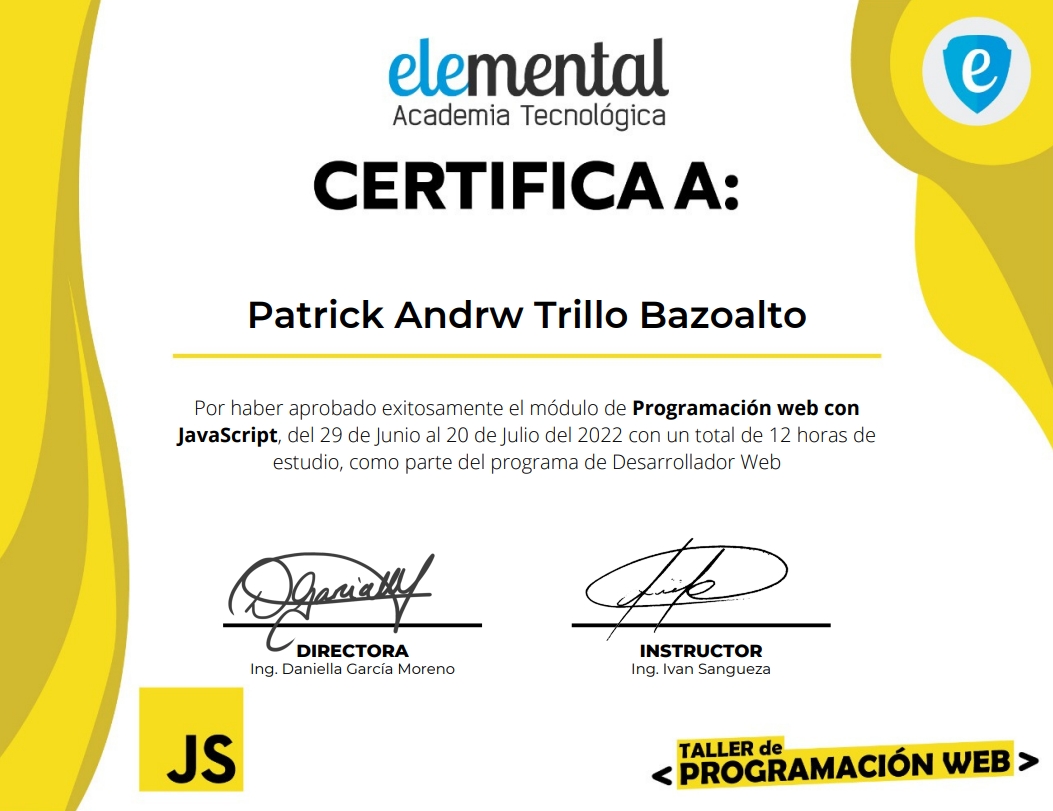 elemental
Academia Tecnológica
e
CERTIFICA A:
Patrick Andrw Trillo Bazoalto
Por haber aprobado exitosamente el módulo de Programación web con
JavaScript, del 29 de Junio al 20 de Julio del 2022 con un total de 12 horas de
estudio, como parte del programa de Desarrollador Web
DIRECTORA
Ing. Daniella García Moreno
INSTRUCTOR
Ing. Ivan Sangueza
JS
TALLER de
< PROGRAMACIÓN WEB >